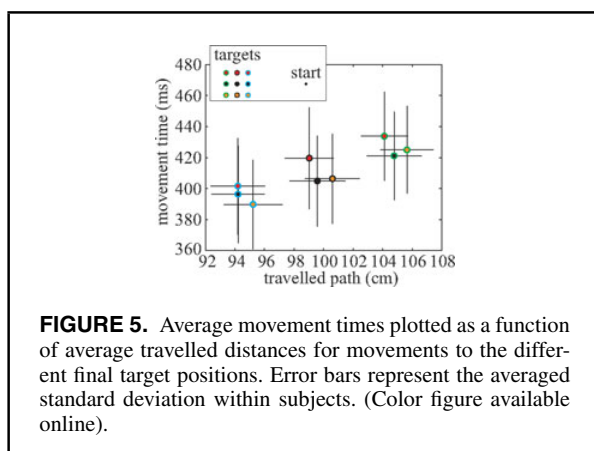 targets
start
480
460
440
420
400
380
360
movement time
(ms)
92 94 96 98 100 102 104 106 108
travelled path (cm)
FIGURE 5. Average movement times plotted as a function
of average travelled distances for movements to the differ-
ent final target positions. Error bars represent the averaged
standard deviation within subjects. (Color figure available
online).